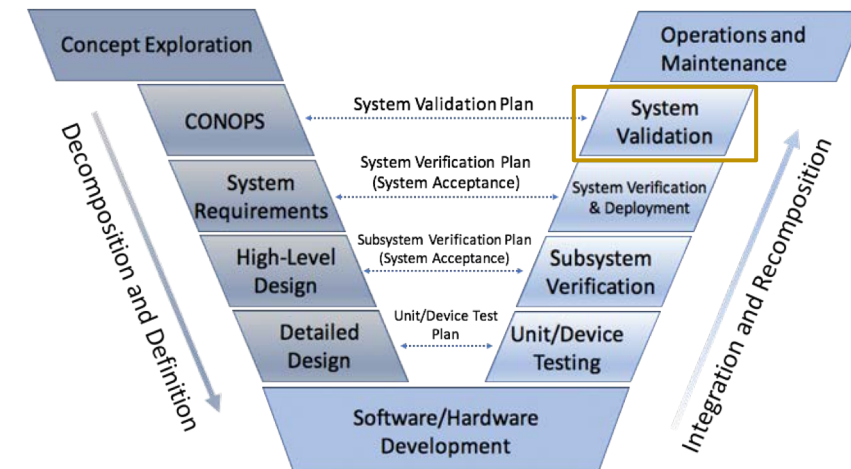 Concept Exploration
Operations and
Maintenance
CONOPS
System Validation Plan
System
Validation
System
Requirements
System Verification Plan
(System Acceptance)
System Verification
& Deployment
High-Level
Design
Subsystem Verification Plan
(System Acceptance)
Subsystem
Verification
Detailed
Design
Unit/Device Test
Plan
Unit/Device
Testing
Software/Hardware
Development
Decomposition and Definition
Integration and Recomposition